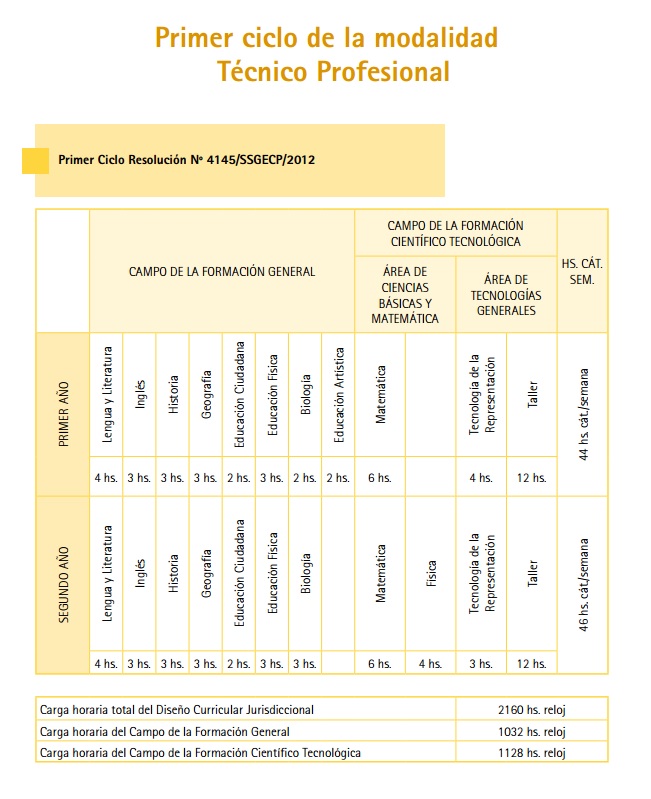 Primer ciclo de la modalidad
Técnico Profesional
Primer Ciclo Resolución Nº 4145/SSGECP/2012
CAMPO DE LA FORMACIÓN GENERAL
CAMPO DE LA FORMACIÓN
CIENTÍFICO TECNOLÓGICA
HS. CÁT.
SEM.
ÁREA DE
CIENCIAS
BÁSICAS Y
MATEMÁTICA
ÁREA DE
TECNOLOGÍAS
GENERALES
PRIMER AÑO
Lengua y Literatura
Inglés
Historia
Geografía
Educación Ciudadana
Educación Física
Biología
Educación Artística
Matemática
Tecnología de la
Representación
Taller
44 hs. cát./semana
4 hs. 3 hs. 3 hs. 3 hs. 2 hs. 3 hs. 2 hs. 2 hs. 6 hs. 4 hs. 12 hs.
SEGUNDO AÑO
Lengua y Literatura
Inglés
Historia
Geografía
Educación Ciudadana
Educación Física
Biología
Matemática
Física
Tecnología de la
Representación
Taller
46 hs. cát./semana
4 hs. 3 hs. 3 hs. 3 hs. 2 hs. 3 hs. 3 hs. 6 hs. 4 hs. 3 hs. 12 hs.
Carga horaria total del Diseño Curricular Jurisdiccional 2160 hs. reloj
Carga horaria del Campo de la Formación General 1032 hs. reloj
Carga horaria del Campo de la Formación Científico Tecnológica 1128 hs. reloj